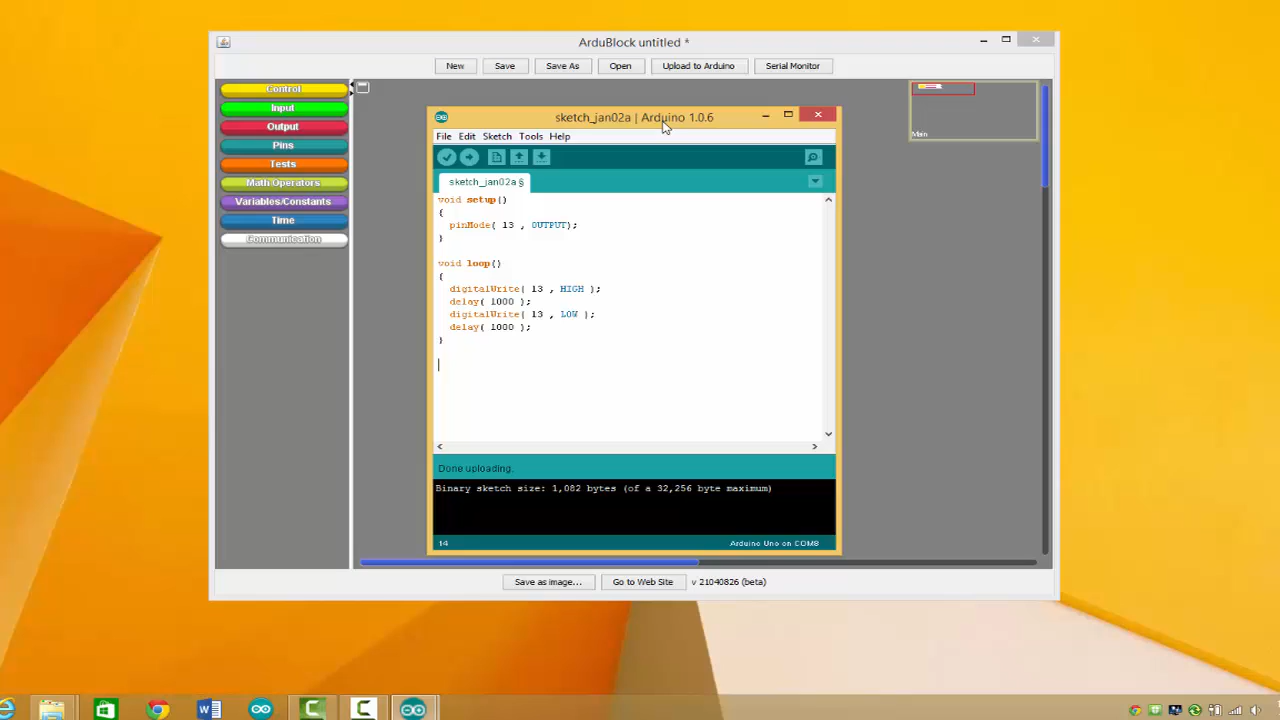 ArduBlock untitled *
New Save Save As Open Upload to Arduino Serial Monitor
Control
Input
Output
Pins
Tests
Math Operators
Variables/Constants
Time
Communication
Main
sketch_jan02a | Arduino 1.0.6
File Edit Sketch Tools Help
sketch_jan02a §
void setup()
{
pinMode( 13 , OUTPUT);
}
void loop()
{
digitalWrite( 13 , HIGH );
delay( 1000 );
digitalWrite( 13 , LOW );
delay( 1000 );
}
Done uploading.
Binary sketch size: 1,082 bytes (of a 32,256 byte maximum)
14 Arduino Uno on COM8
Save as image... Go to Web Site v 21040826 (beta)